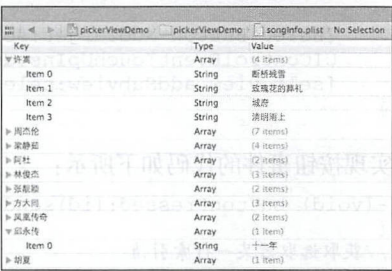 pickerViewDemo pickerViewDemo songInfo.plist No Selection
Key Type Value
许嵩 Array (4 items)
Item 0 String 断桥残雪
Item 1 String 玫瑰花的葬礼
Item 2 String 城府
Item 3 String 清明雨上
周杰伦 Array (7 items)
梁静茹 Array (4 items)
阿杜 Array (2 items)
林俊杰 Array (3 items)
张靓颖 Array (2 items)
方大同 Array (3 items)
凤凰传奇 Array (2 items)
邱永传 Array (1 item)
Item 0 String 十一年
胡夏 Array (1 item)